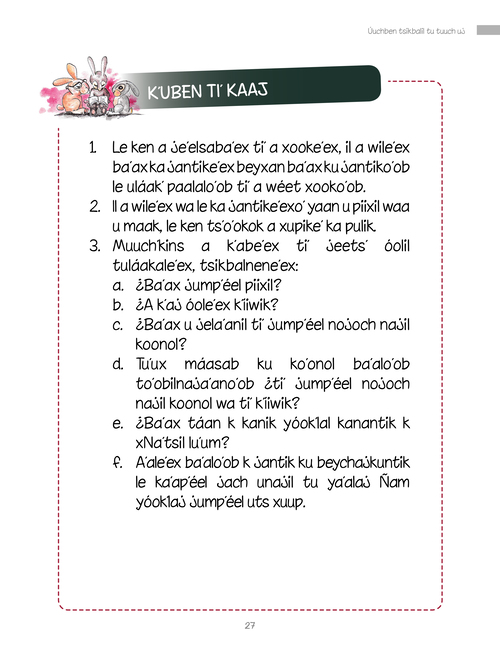 Úuchben tsikbalil tu tuuch uj
K'UBEN TI' KAAJ
1. Le ken a je'elsaba'ex ti' a xooke'ex, il a wile'ex
ba'ax ka jantike'ex beyxan ba'ax ku jantiko'ob
le uláak' paalalo'ob ti' a wéet xooko'ob.
2. Il a wile'ex wa le ka jantike'exo' yaan u piixil waa
u maak, le ken ts'o'okok a xupike' ka pulik.
3. Muuch'kíns a k'abe'ex ti' jeets' óolil
tuláakale'ex, tsikbalnene'ex:
a. ¿Ba'ax jump'éel piixil?
b. ¿A k'aj óole'ex k'íiwik?
c. ¿Ba'ax u jela'anil ti' jump'éel nojoch najil
koonol?
d. Tu'ux máasab ku ko'onol ba'alo'ob
to'obilnaja'ano'ob ¿ti' jump'éel nojoch
najil koonol wa ti' k'íiwik?
e. ¿Ba'ax táan k kanik yóok'lal kanantik k
xNa'tsil lu'um?
f. A'ale'ex ba'alo'ob k jantik ku beychajkuntik
le ka'ap'éel jach unajil tu ya'alaj Ñam
yóok'laj jump'éel uts xuup.
27